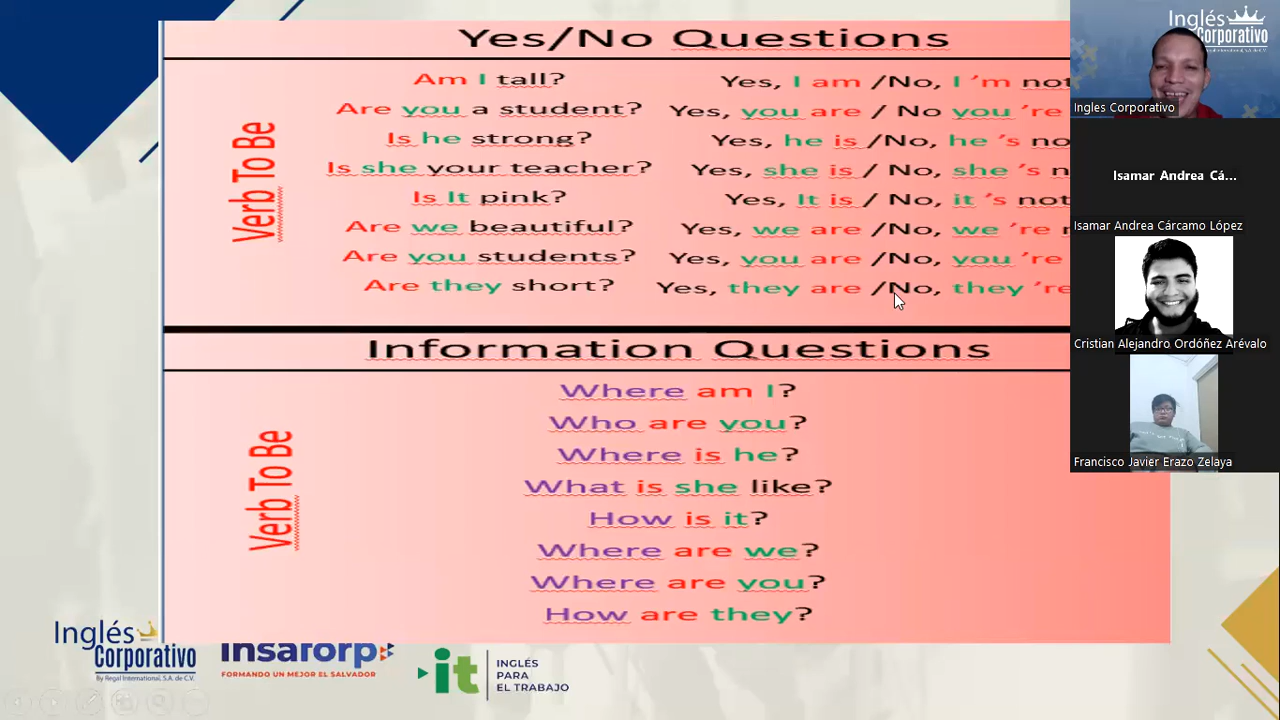 Yes/No Questions
Verb To Be
Am I tall? Yes, I am /No, I 'm not
Are you a student? Yes, you are / No you 're
Is he strong? Yes, he is /No, he 's no
Is she your teacher? Yes, she is / No, she 's n
Is It pink? Yes, It is / No, it 's not
Are we beautiful? Yes, we are /No, we 're
Are you students? Yes, you are /No, you 're
Are they short? Yes, they are /No, they 're
Information Questions
Verb To Be
Where am I?
Who are you?
Where is he?
What is she like?
How is it?
Where are we?
Where are you?
How are they?
Inglés
Corporativo
By Regal International, S.A. de C.V.
insaforp
FORMANDO UN MEJOR EL SALVADOR
it
INGLÉS
PARA
EL TRABAJO
Inglés
Corporativo
Ingles Corporativo
Isamar Andrea Cá...
Isamar Andrea Cárcamo López
Cristian Alejandro Ordóñez Arévalo
Francisco Javier Erazo Zelaya